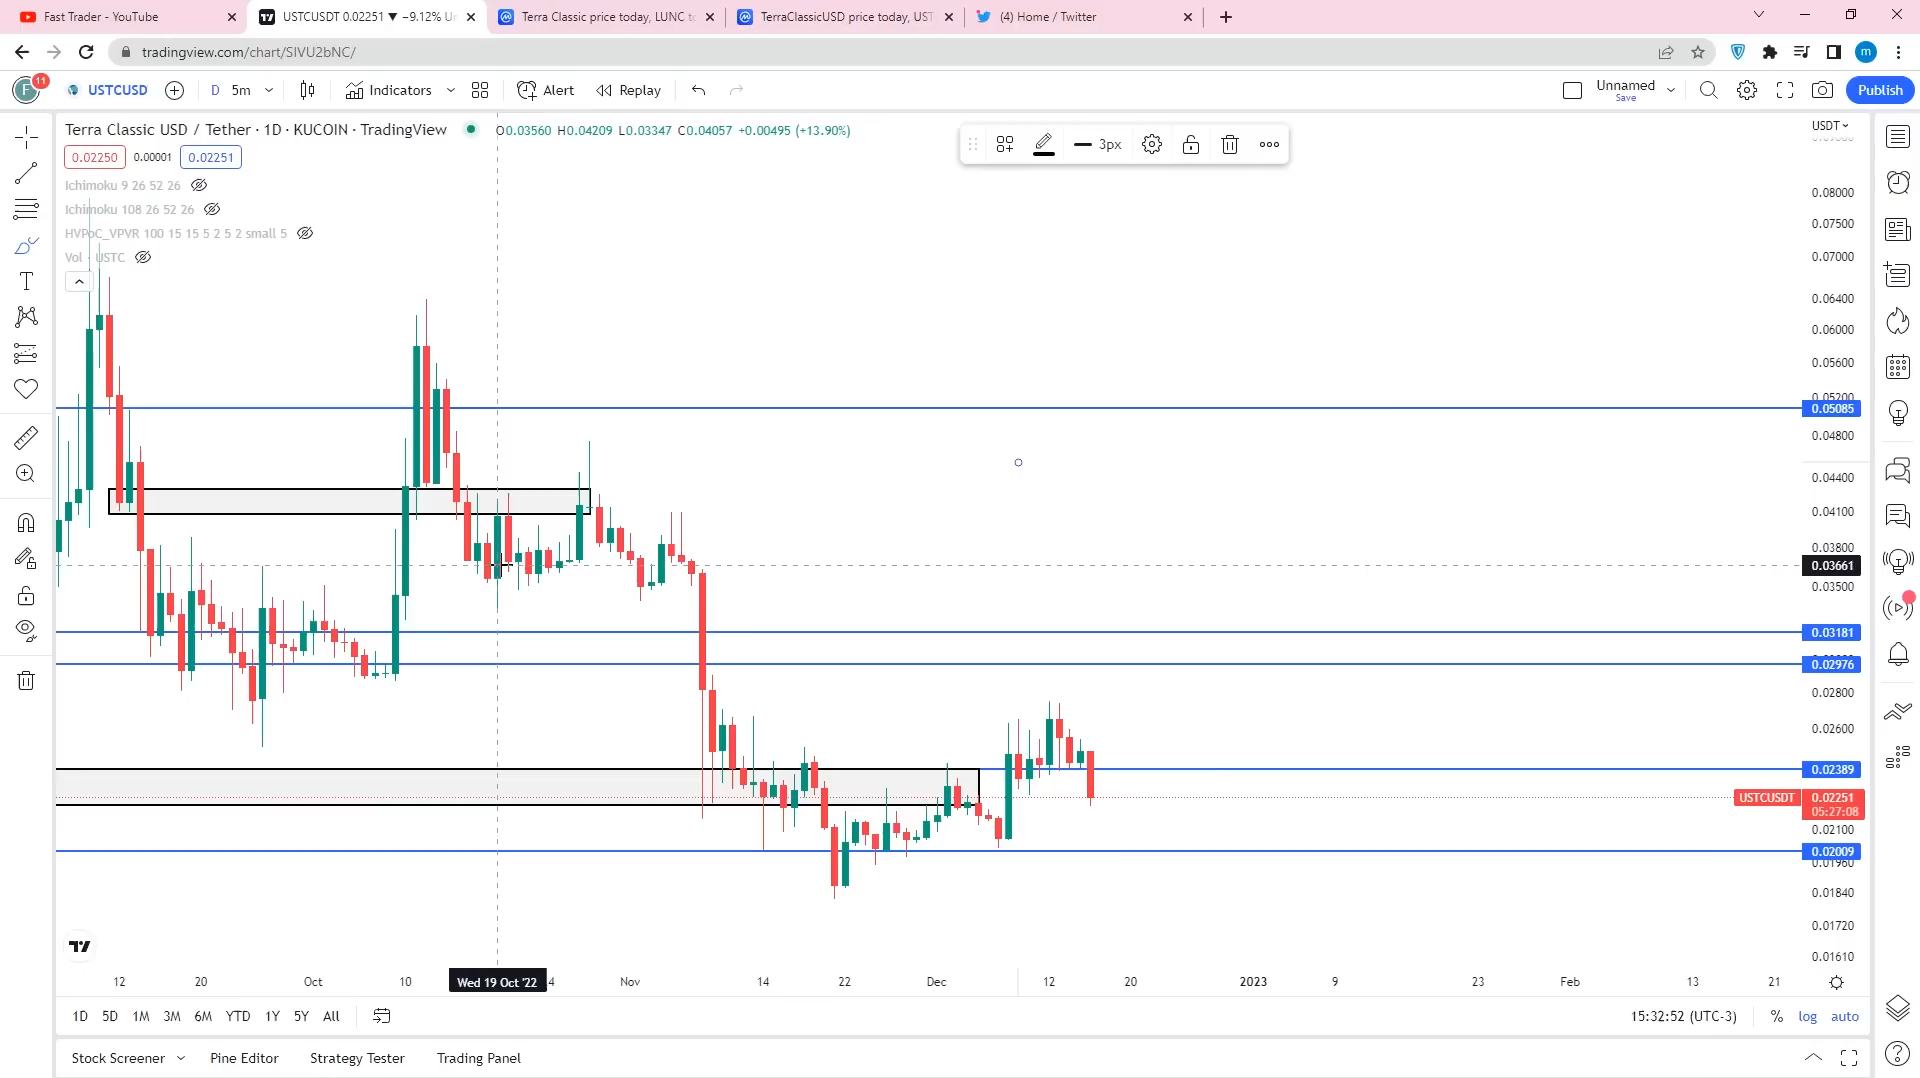 Fast Trader - YouTube
USTCUSDT 0.02251 ▼ −9.12% Un
Terra Classic price today, LUNC to
TerraClassicUSD price today, UST
(4) Home / Twitter
tradingview.com/chart/SIVU2bNC/
m
F 11
USTCUSD
D 5m
Indicators
Alert
Replay
Unnamed
Save
Publish
Terra Classic USD / Tether · 1D · KUCOIN · TradingView
O0.03560 H0.04209 L0.03347 C0.04057 +0.00495 (+13.90%)
USDT
0.02250 0.00001 0.02251
3px
Ichimoku 9 26 52 26
Ichimoku 108 26 52 26
HVPoC_VPVR 100 15 15 5 2 5 2 small 5
Vol · USTC
0.08000
0.07500
0.07000
0.06400
0.06000
0.05600
0.05200
0.05085
0.04800
0.04400
0.04100
0.03800
0.03661
0.03500
0.03181
0.02976
0.02800
0.02600
0.02389
USTCUSDT 0.02251
05:27:08
0.02100
0.02009
0.01960
0.01840
0.01720
0.01610
12 20 Oct 10 Wed 19 Oct '22 4 Nov 14 22 Dec 12 20 2023 9 23 Feb 13 21
1D 5D 1M 3M 6M YTD 1Y 5Y All
15:32:52 (UTC-3) % log auto
Stock Screener Pine Editor Strategy Tester Trading Panel